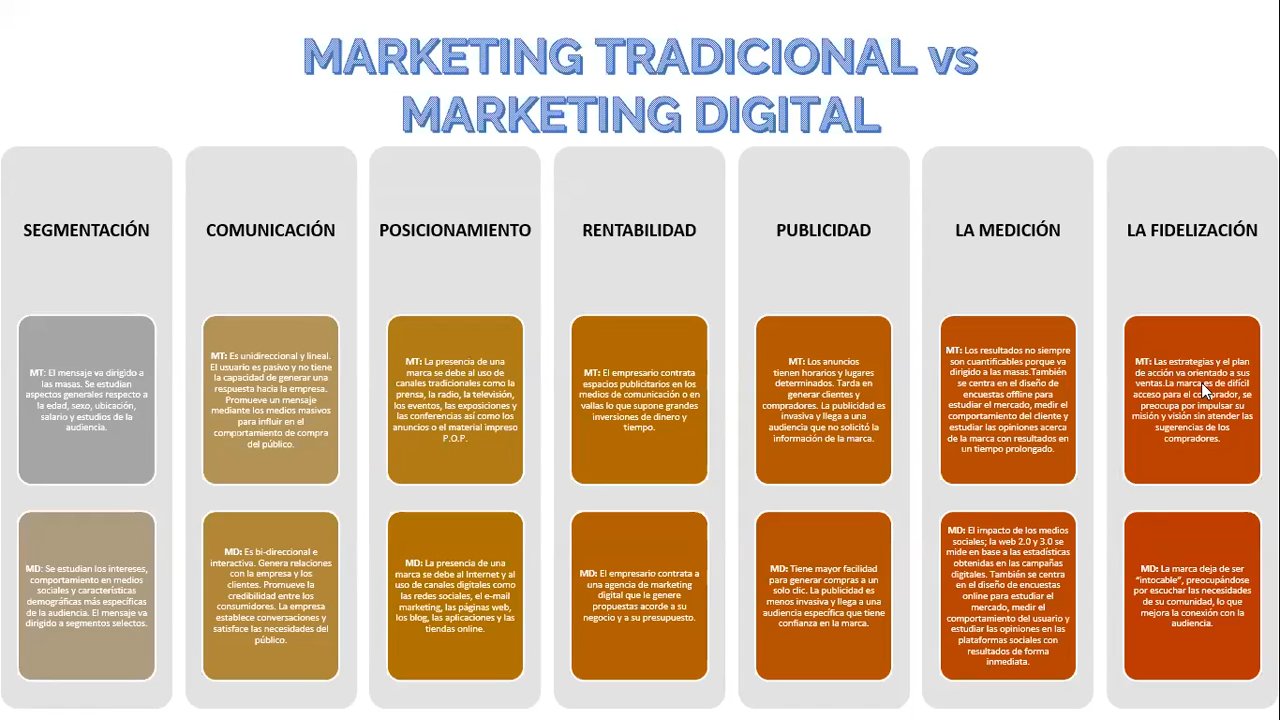 MARKETING TRADICIONAL vs
MARKETING DIGITAL
SEGMENTACIÓN
MT: El mensaje va dirigido a
las masas. Se estudian
aspectos generales respecto a
la edad, sexo, ubicación,
salario y estudios de la
audiencia.
MD: Se estudian los intereses,
comportamiento en medios
sociales y características
demográficas más específicas
de la audiencia. El mensaje va
dirigido a segmentos selectos.
COMUNICACIÓN
MT: Es unidireccional y lineal.
El usuario es pasivo y no tiene
la capacidad de generar una
respuesta hacia la empresa.
Promueve un mensaje
mediante los medios masivos
para influir en el
comportamiento de compra
del público.
MD: Es bi-direccional e
interactiva. Genera relaciones
con la empresa y los
clientes. Promueve la
credibilidad entre los
consumidores. La empresa
establece conversaciones y
satisface las necesidades del
público.
POSICIONAMIENTO
MT: La presencia de una
marca se debe al uso de
canales tradicionales como la
prensa, la radio, la televisión,
los eventos, las exposiciones y
las conferencias así como los
anuncios o el material impreso
P.O.P.
MD: La presencia de una
marca se debe al Internet y al
uso de canales digitales como
las redes sociales, el e-mail
marketing, las páginas web,
los blog, las aplicaciones y las
tiendas online.
RENTABILIDAD
MT: El empresario contrata
espacios publicitarios en los
medios de comunicación o en
vallas lo que supone grandes
inversiones de dinero y
tiempo.
MD: El empresario contrata a
una agencia de marketing
digital que le genere
propuestas acorde a su
negocio y a su presupuesto.
PUBLICIDAD
MT: Los anuncios
tienen horarios y lugares
determinados. Tarda en
generar clientes y
compradores. La publicidad es
invasiva y llega a una
audiencia que no solicitó la
información de la marca.
MD: Tiene mayor facilidad
para generar compras a un
solo clic. La publicidad es
menos invasiva y llega a una
audiencia específica que tiene
confianza en la marca.
LA MEDICIÓN
MT: Los resultados no siempre
son cuantificables porque va
dirigido a las masas.También
se centra en el diseño de
encuestas offline para
estudiar el mercado, medir el
comportamiento del cliente y
estudiar las opiniones acerca
de la marca con resultados en
un tiempo prolongado.
MD: El impacto de los medios
sociales; la web 2.0 y 3.0 se
mide en base a las estadísticas
obtenidas en las campañas
digitales. También se centra
en el diseño de encuestas
online para estudiar el
mercado, medir el
comportamiento del usuario y
estudiar las opiniones en las
plataformas sociales con
resultados de forma
inmediata.
LA FIDELIZACIÓN
MT: Las estrategias y el plan
de acción va orientado a sus
ventas.La marca es de difícil
acceso para el comprador, se
preocupa por impulsar su
misión y visión sin atender las
sugerencias de los
compradores.
MD: La marca deja de ser
“intocable”, preocupándose
por escuchar las necesidades
de su comunidad, lo que
mejora la conexión con la
audiencia.